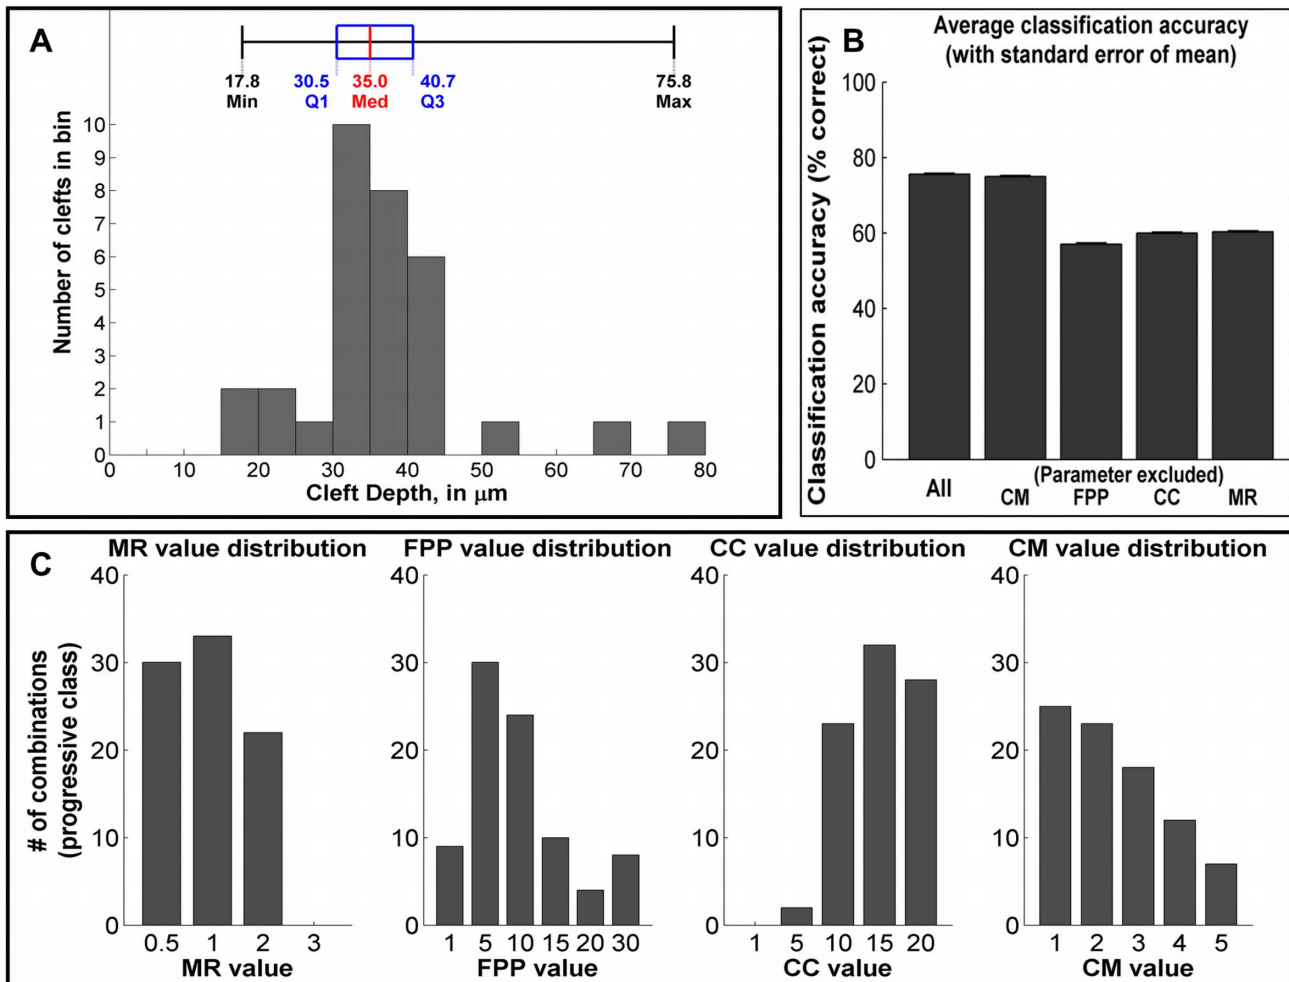 A
17.8 30.5 35.0 40.7 75.8
Min Q1 Med Q3 Max
Number of clefts in bin
10
9
8
7
6
5
4
3
2
1
0
0 10 20 30 40 50 60 70 80
Cleft Depth, in μm
B
Average classification accuracy
(with standard error of mean)
Classification accuracy (% correct)
100
80
60
40
20
0
(Parameter excluded)
All CM FPP CC MR
C
# of combinations
(progressive class)
MR value distribution
40
30
20
10
0
0.5 1 2 3
MR value
FPP value distribution
40
30
20
10
0
1 5 10 15 20 30
FPP value
CC value distribution
40
30
20
10
0
1 5 10 15 20
CC value
CM value distribution
40
30
20
10
0
1 2 3 4 5
CM value